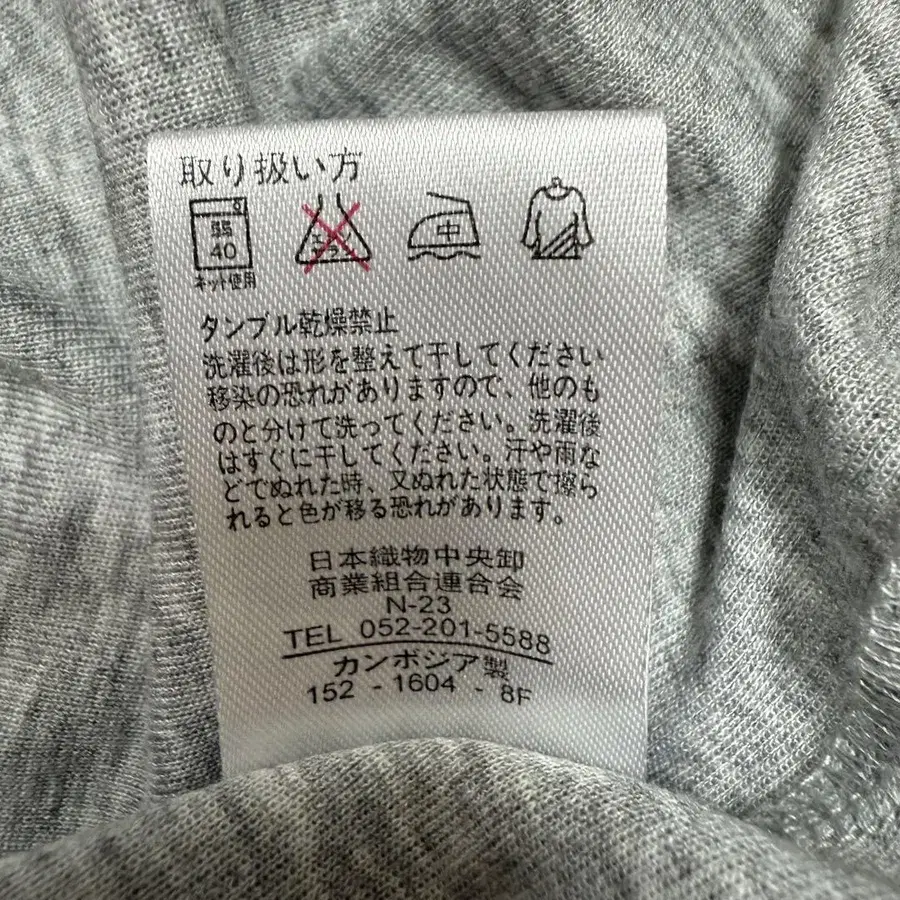 取り扱い方
弱
40
ネット使用
エンソ
サラシ
中
タンブル乾燥禁止
洗濯後は形を整えて干してください
移染の恐れがありますので、他のも
のと分けて洗ってください。洗濯後
はすぐに干してください。汗や雨な
どでぬれた時、又ぬれた状態で擦ら
れると色が移る恐れがあります。
日本織物中央卸
商業組合連合会
N-23
TEL 052-201-5588
カンボジア製
152 - 1604 - 8F